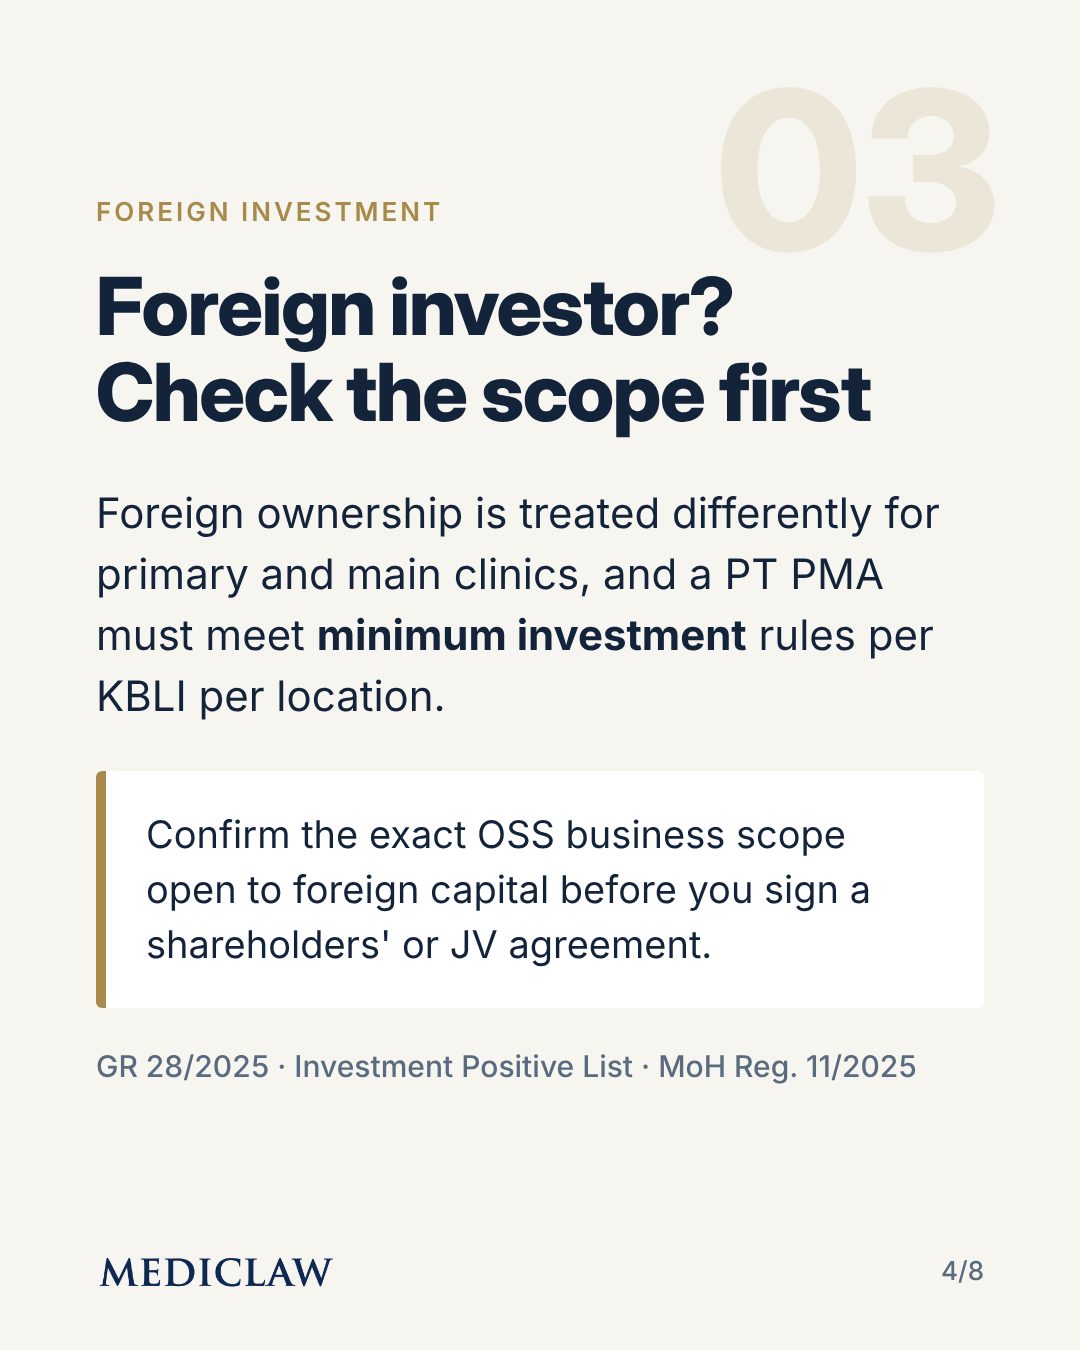 03
FOREIGN INVESTMENT
Foreign investor?
Check the scope first
Foreign ownership is treated differently for
primary and main clinics, and a PT PMA
must meet minimum investment rules per
KBLI per location.
Confirm the exact OSS business scope
open to foreign capital before you sign a
shareholders' or JV agreement.
GR 28/2025 · Investment Positive List · MoH Reg. 11/2025
MEDICLAW
4/8